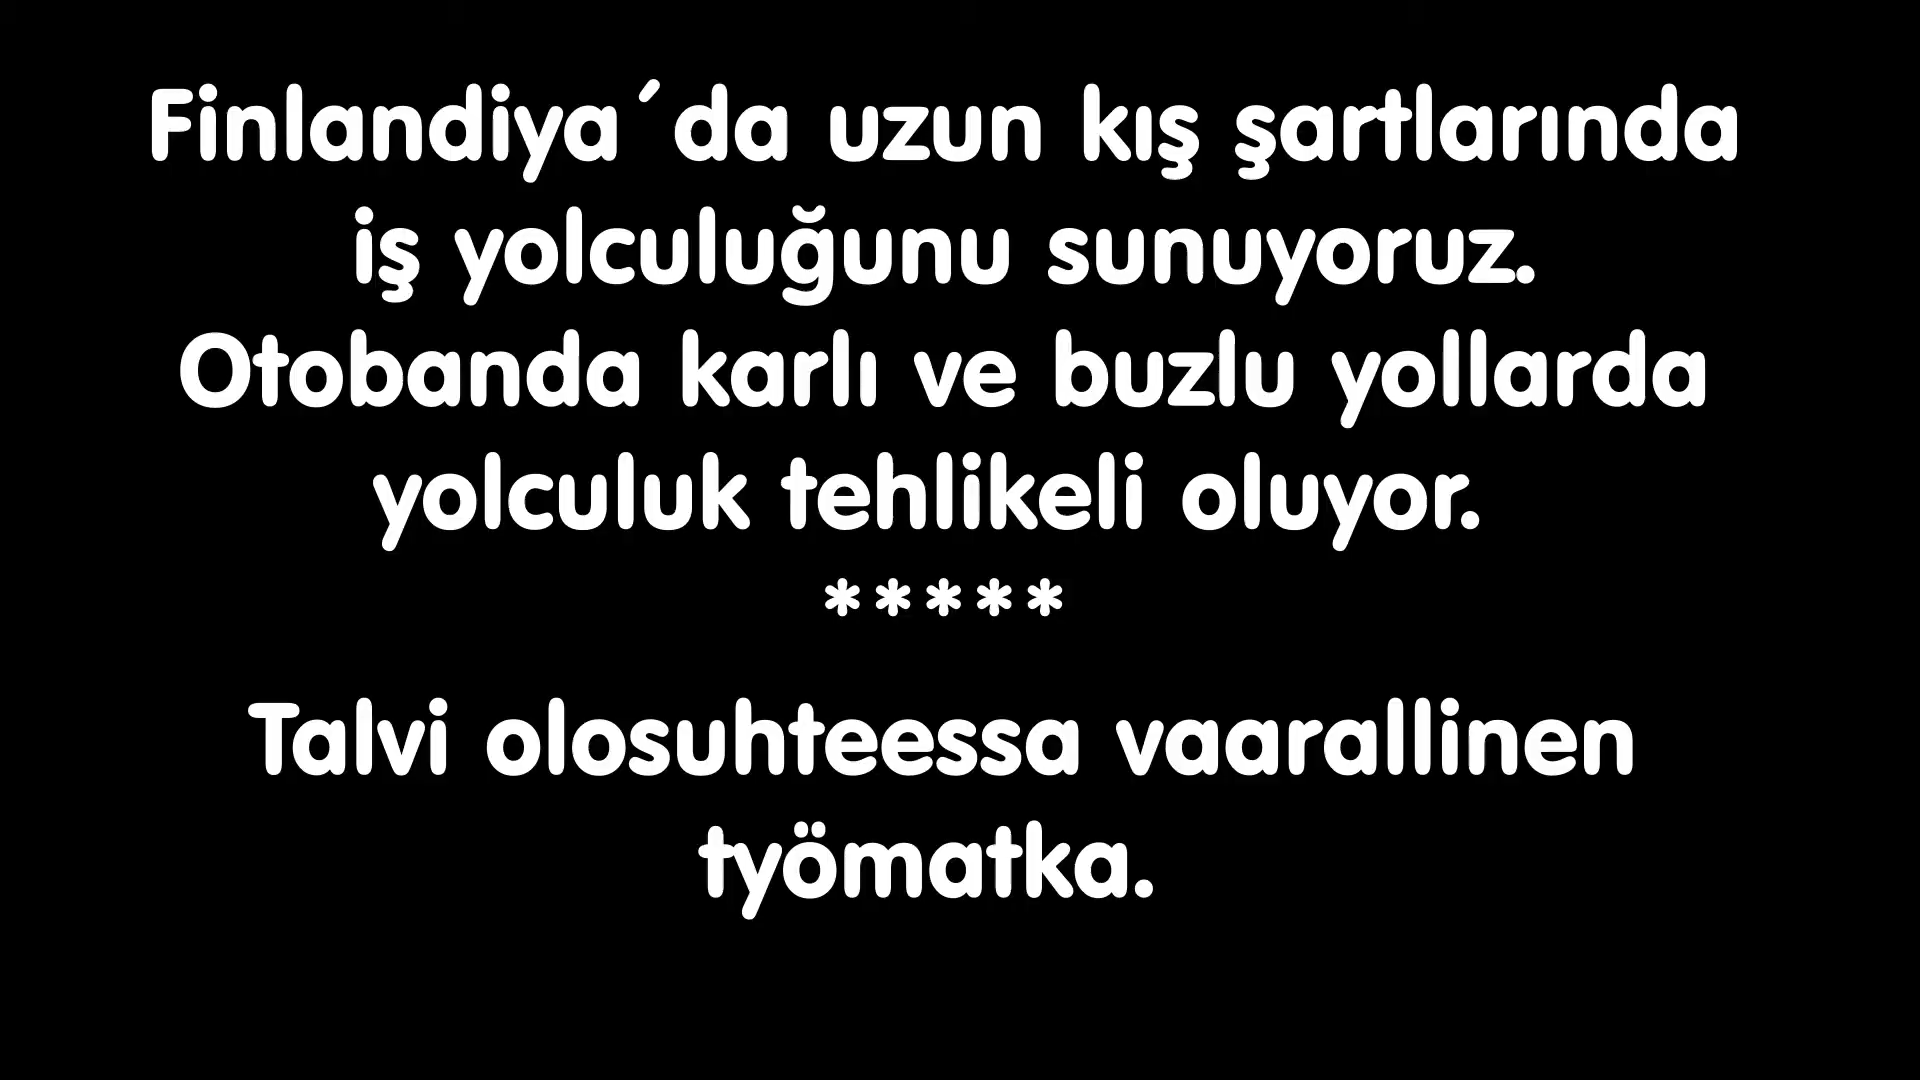 Finlandiya´da uzun kış şartlarında
iş yolculuğunu sunuyoruz.
Otobanda karlı ve buzlu yollarda
yolculuk tehlikeli oluyor.
*****
Talvi olosuhteessa vaarallinen
työmatka.